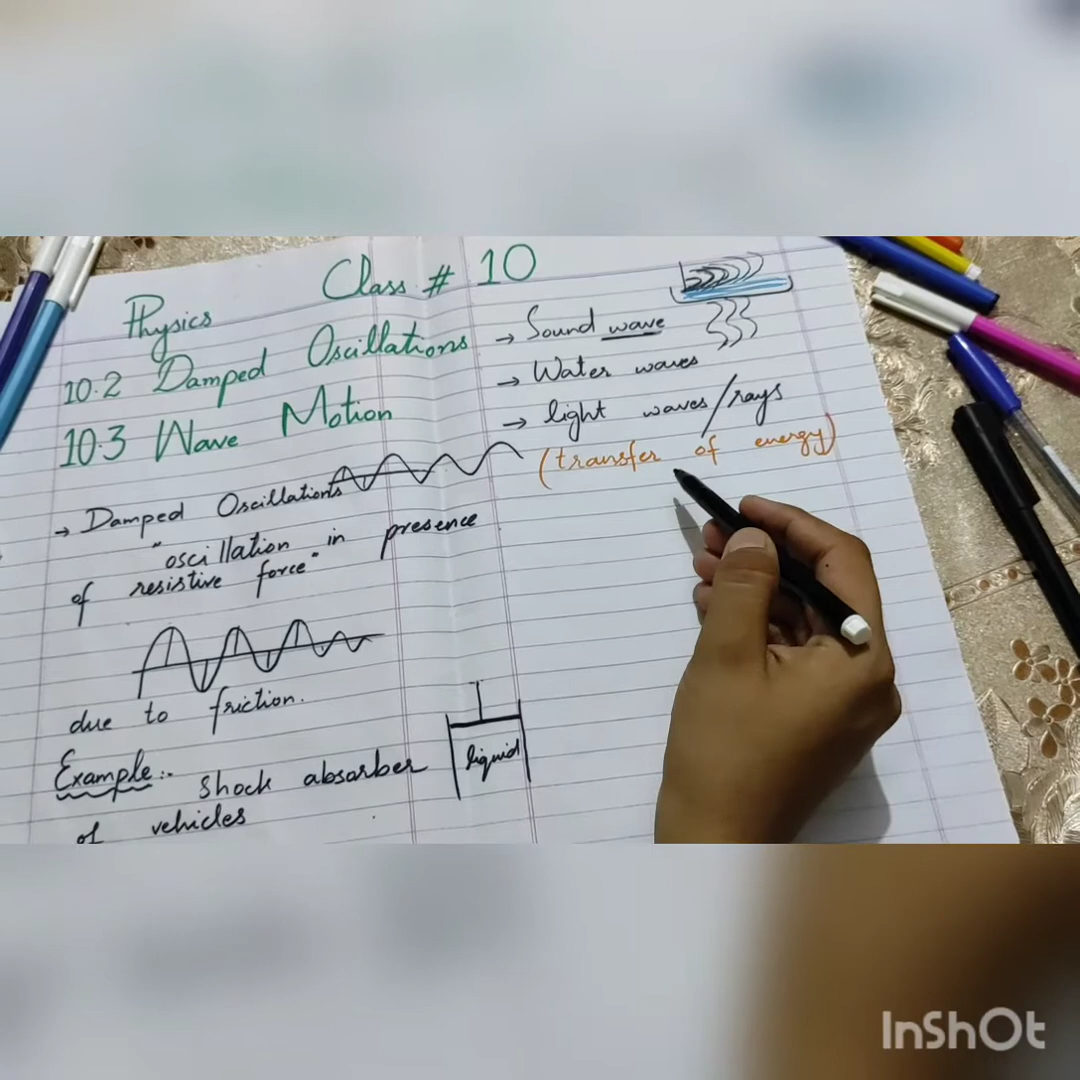 Class # 10
Physics
10.2 Damped Oscillations
10.3 Wave Motion
→ Damped Oscillations
"oscillation in presence
of resistive force"
due to friction.
Example:- Shock absorber
of vehicles
liquid
→ Sound wave
→ Water waves
→ light waves/rays
(transfer of energy)
InShOt